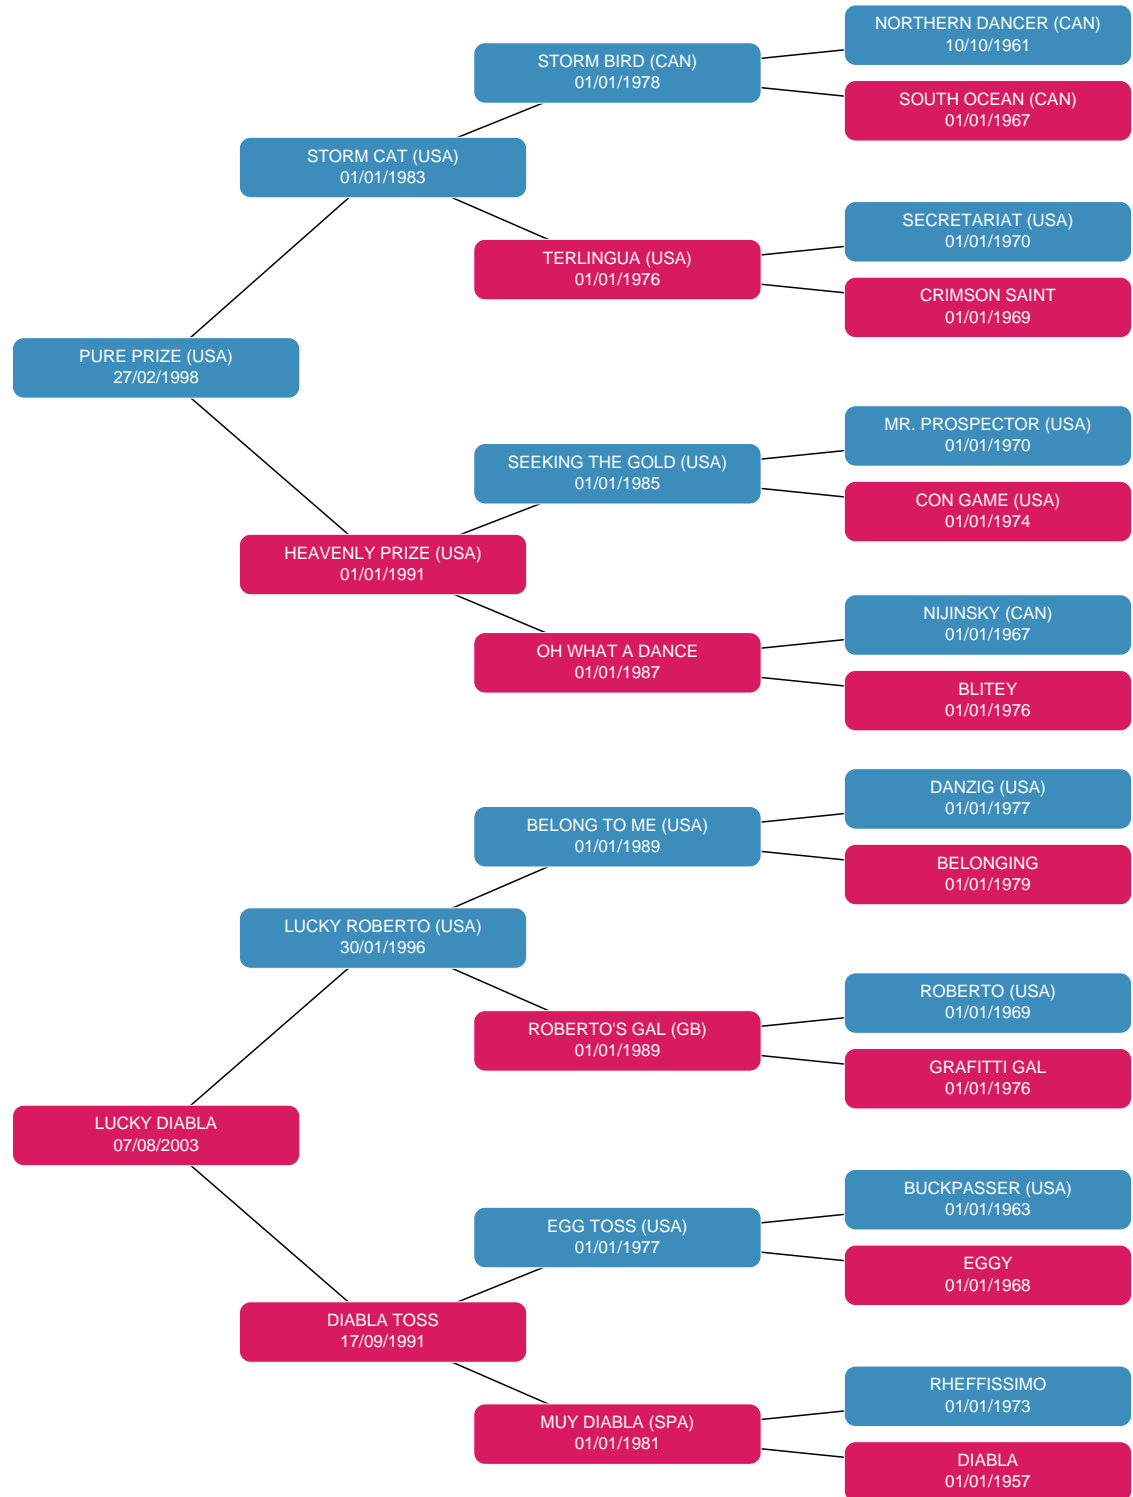 NORTHERN DANCER (CAN)
10/10/1961
STORM BIRD (CAN)
01/01/1978
SOUTH OCEAN (CAN)
01/01/1967
STORM CAT (USA)
01/01/1983
SECRETARIAT (USA)
01/01/1970
TERLINGUA (USA)
01/01/1976
CRIMSON SAINT
01/01/1969
PURE PRIZE (USA)
27/02/1998
MR. PROSPECTOR (USA)
01/01/1970
SEEKING THE GOLD (USA)
01/01/1985
CON GAME (USA)
01/01/1974
HEAVENLY PRIZE (USA)
01/01/1991
NIJINSKY (CAN)
01/01/1967
OH WHAT A DANCE
01/01/1987
BLITEY
01/01/1976
DANZIG (USA)
01/01/1977
BELONG TO ME (USA)
01/01/1989
BELONGING
01/01/1979
LUCKY ROBERTO (USA)
30/01/1996
ROBERTO (USA)
01/01/1969
ROBERTO'S GAL (GB)
01/01/1989
GRAFITTI GAL
01/01/1976
LUCKY DIABLA
07/08/2003
BUCKPASSER (USA)
01/01/1963
EGG TOSS (USA)
01/01/1977
EGGY
01/01/1968
DIABLA TOSS
17/09/1991
RHEFFISSIMO
01/01/1973
MUY DIABLA (SPA)
01/01/1981
DIABLA
01/01/1957